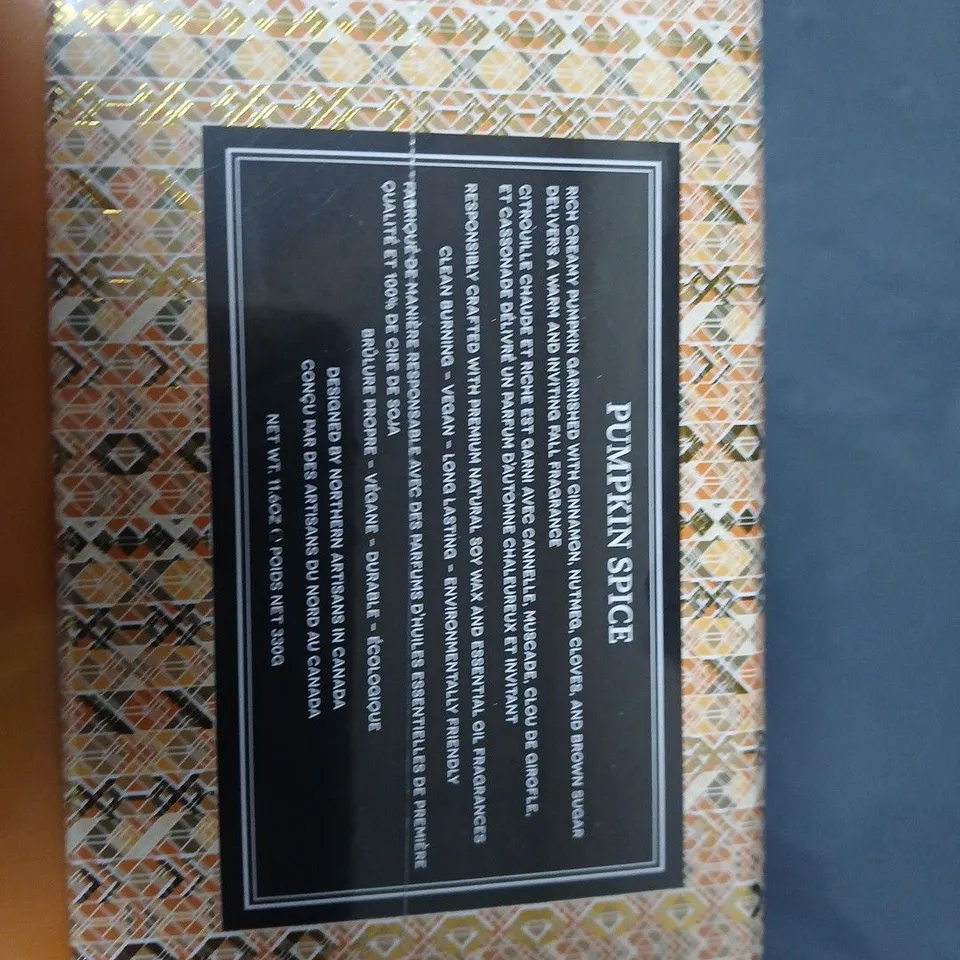 PUMPKIN SPICE
RICH CREAMY PUMPKIN GARNISHED WITH CINNAMON, NUTMEG, CLOVES, AND BROWN SUGAR
DELIVERS A WARM AND INVITING FALL FRAGRANCE
CITROUILLE CHAUDE ET RICHE EST GARNI AVEC CANNELLE, MUSCADE, CLOU DE GIROFLE,
ET CASSONADE DÉLIVRÉ UN PARFUM D'AUTOMNE CHALEUREUX ET INVITANT
RESPONSIBLY CRAFTED WITH PREMIUM NATURAL SOY WAX AND ESSENTIAL OIL FRAGRANCES
CLEAN BURNING - VEGAN - LONG LASTING - ENVIRONMENTALLY FRIENDLY
FABRIQUÉ DE MANIÈRE RESPONSABLE AVEC DES PARFUMS D'HUILES ESSENTIELLES DE PREMIÈRE
QUALITÉ ET 100% DE CIRE DE SOJA
BRÛLURE PROPRE - VÉGANE - DURABLE - ÉCOLOGIQUE
DESIGNED BY NORTHERN ARTISANS IN CANADA
CONÇU PAR DES ARTISANS DU NORD AU CANADA
NET WT. 11.6OZ () POIDS NET 330G